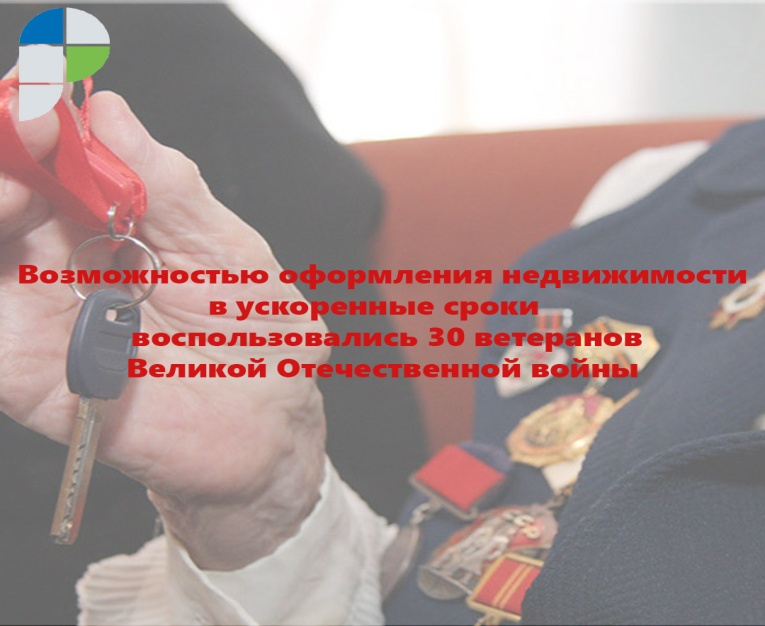 Возможностью оформления недвижимости
в ускоренные сроки
воспользовались 30 ветеранов
Великой Отечественной войны